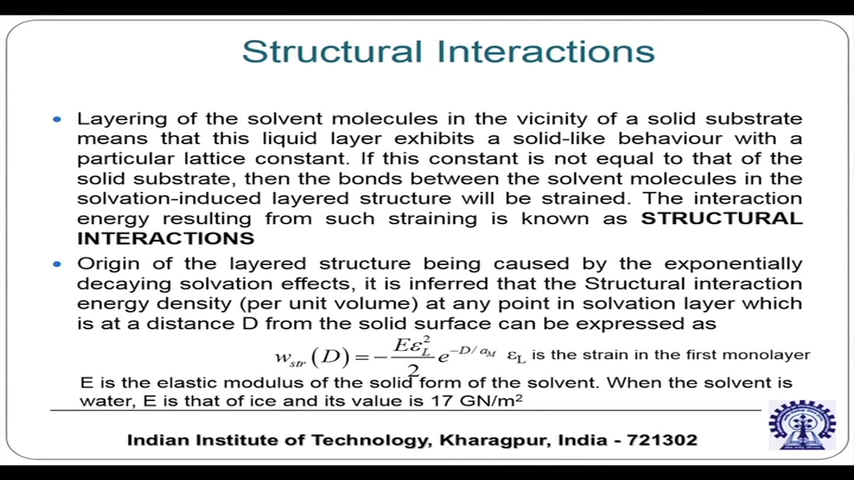 Structural Interactions
• Layering of the solvent molecules in the vicinity of a solid substrate
means that this liquid layer exhibits a solid-like behaviour with a
particular lattice constant. If this constant is not equal to that of the
solid substrate, then the bonds between the solvent molecules in the
solvation-induced layered structure will be strained. The interaction
energy resulting from such straining is known as STRUCTURAL
INTERACTIONS
• Origin of the layered structure being caused by the exponentially
decaying solvation effects, it is inferred that the Structural interaction
energy density (per unit volume) at any point in solvation layer which
is at a distance D from the solid surface can be expressed as
w_str (D) = − (Eε_L^2 / 2) e^(−D/a_M) ε_L is the strain in the first monolayer
E is the elastic modulus of the solid form of the solvent. When the solvent is
water, E is that of ice and its value is 17 GN/m²
Indian Institute of Technology, Kharagpur, India - 721302